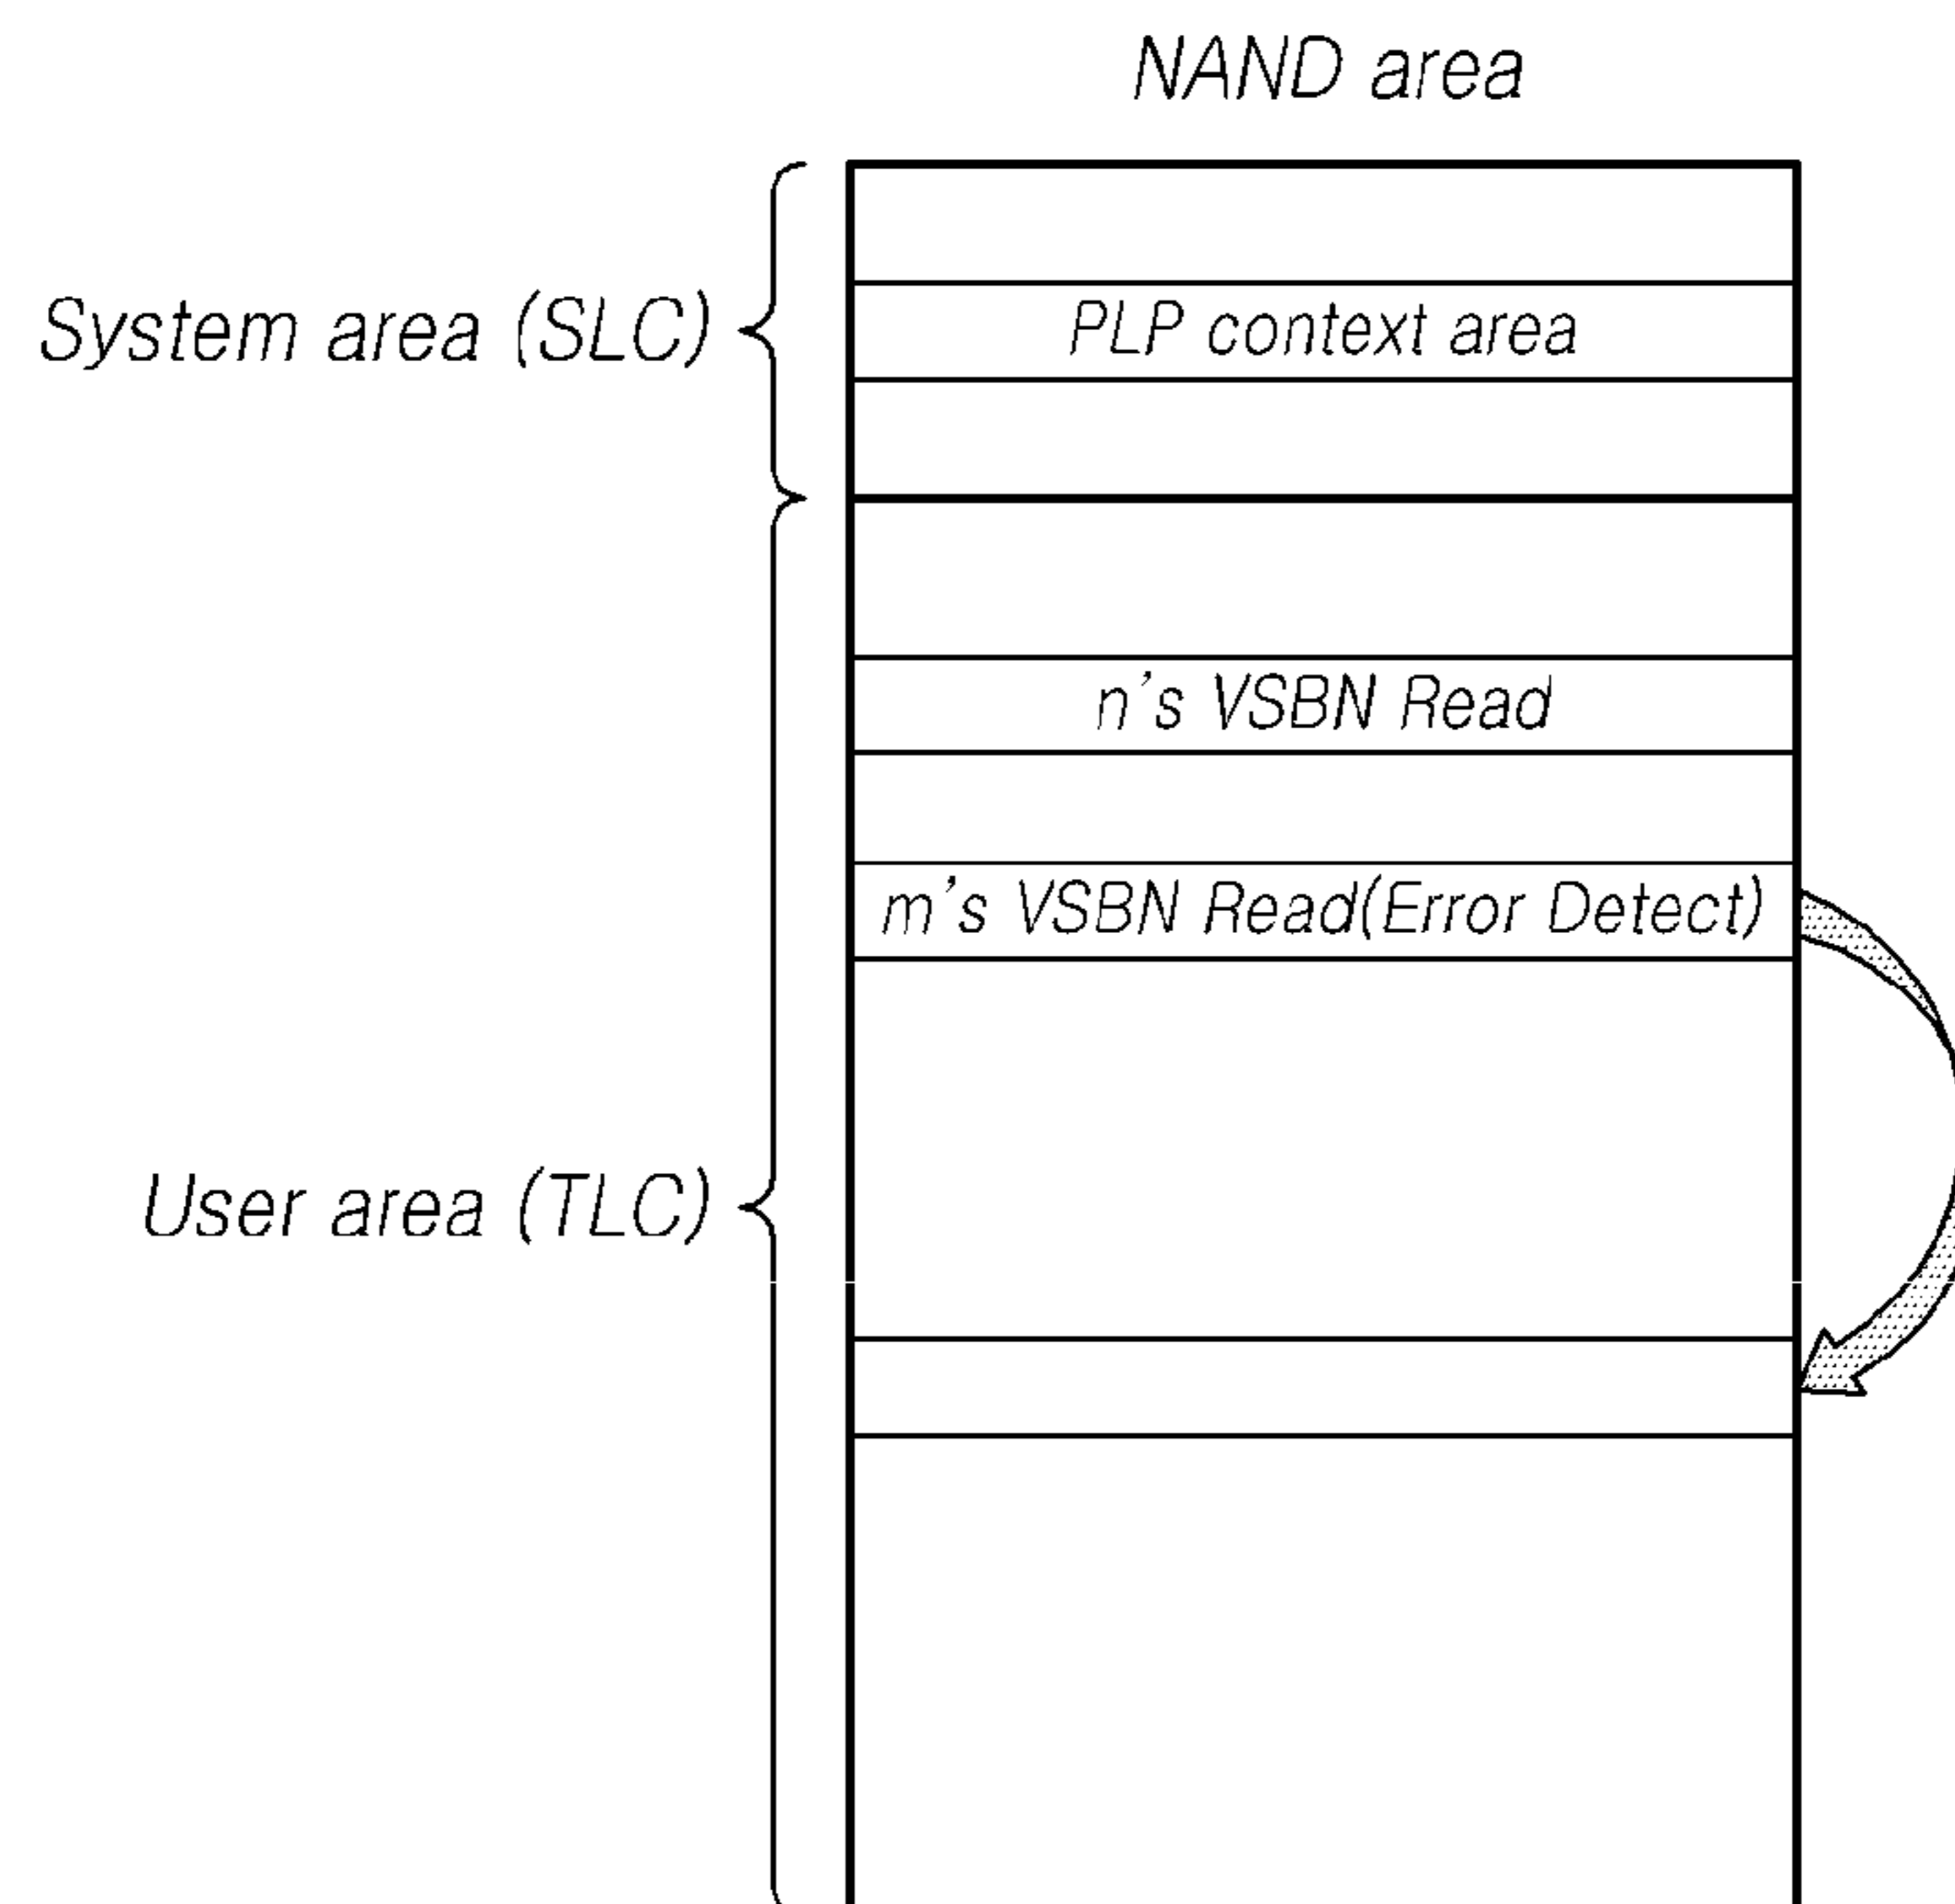 NAND area
System area (SLC)
PLP context area
n's VSBN Read
m's VSBN Read(Error Detect)
User area (TLC)